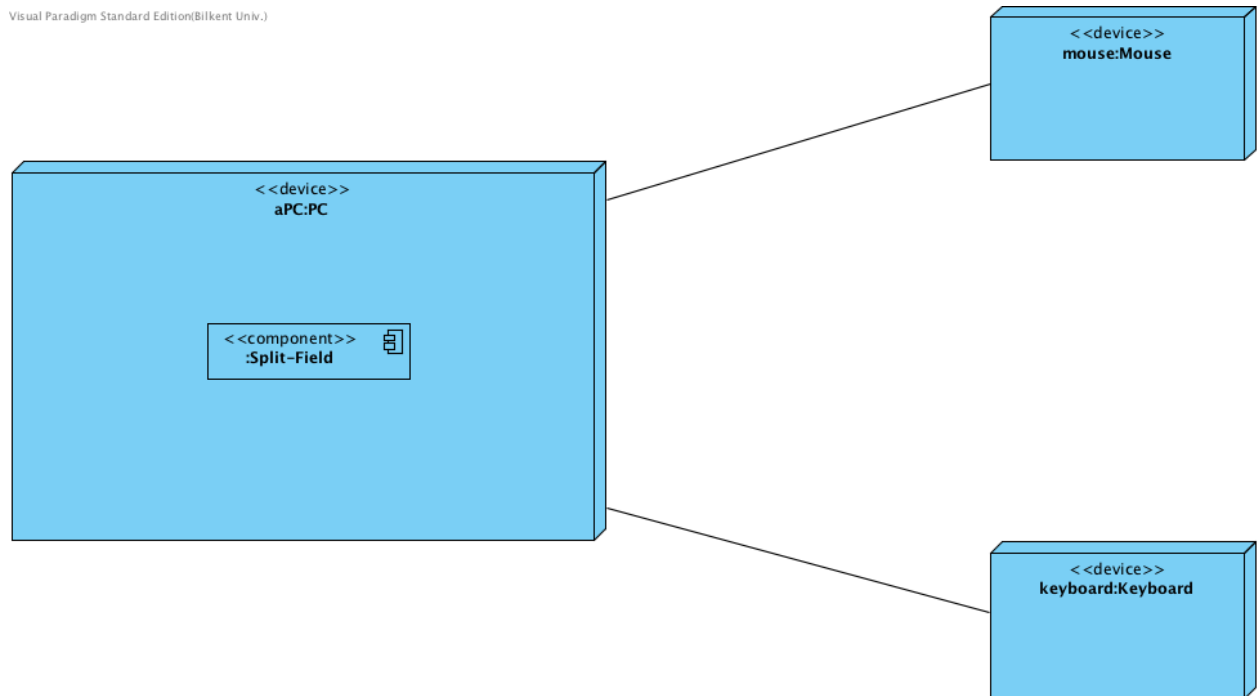 Visual Paradigm Standard Edition(Bilkent Univ.)
<<device>>
mouse:Mouse
<<device>>
aPC:PC
<<component>>
:Split-Field
<<device>>
keyboard:Keyboard